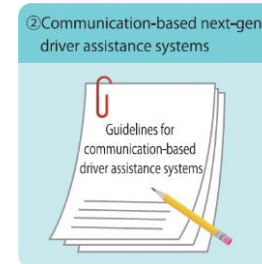 ②Communication-based next-gen
driver assistance systems
Guidelines for
communication-based
driver assistance systems